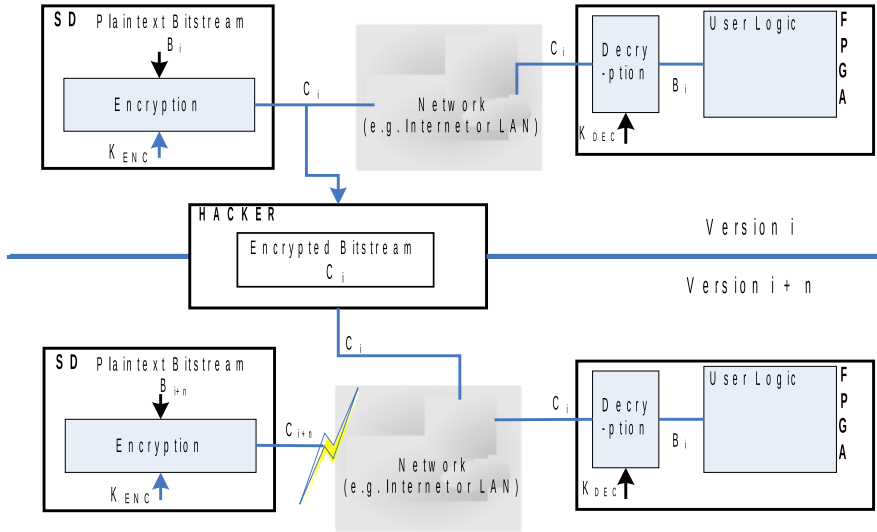 SD Plaintext Bitstream
B i
Encryption
K ENC
C i
Network
(e.g. Internet or LAN)
C i
Decry
-ption
K DEC
B i
User Logic
F
P
G
A
HACKER
Encrypted Bitstream
C i
Version i
Version i + n
C i
SD Plaintext Bitstream
B i+n
Encryption
K ENC
C i+n
Network
(e.g. Internet or LAN)
C i
Decry
-ption
K DEC
B i
User Logic
F
P
G
A